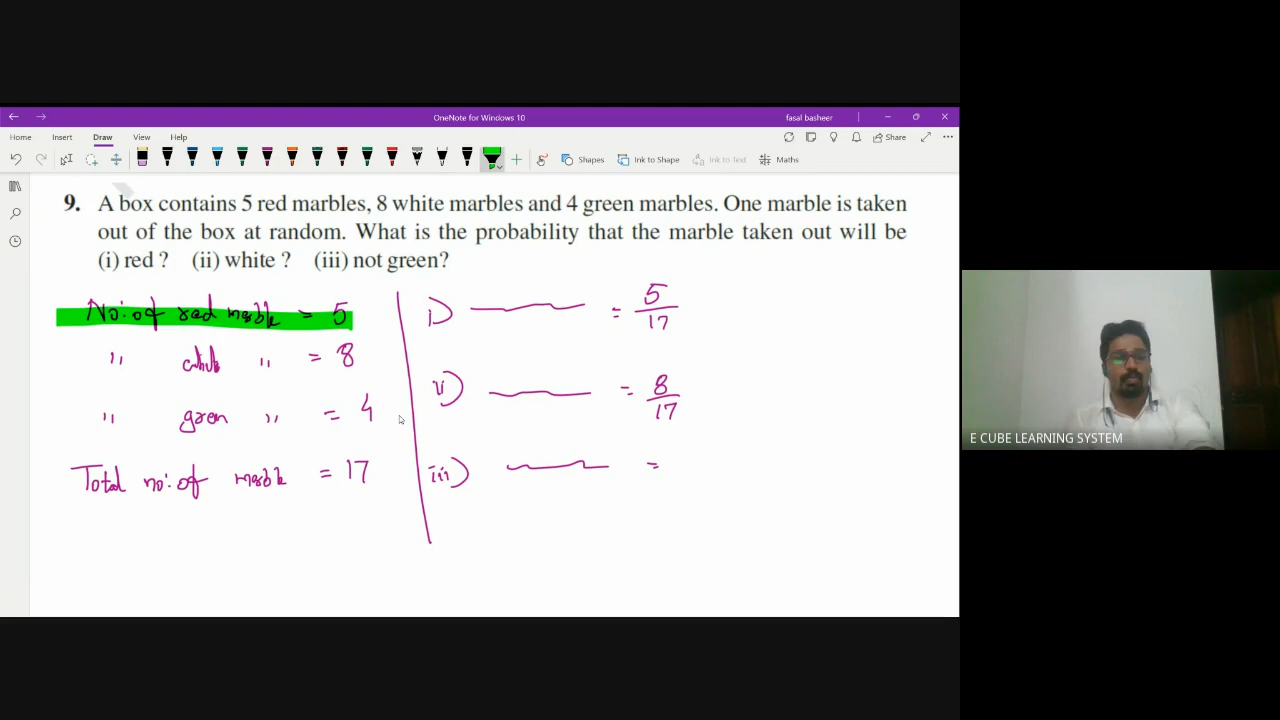 OneNote for Windows 10
fasal basheer
Home Insert Draw View Help
Share
Shapes Ink to Shape Ink to Text Maths
9. A box contains 5 red marbles, 8 white marbles and 4 green marbles. One marble is taken
out of the box at random. What is the probability that the marble taken out will be
(i) red ? (ii) white ? (iii) not green?
No: of red marble = 5
" white " = 8
" green " = 4
Total no: of marble = 17
i) = 5/17
ii) = 8/17
iii) =
E CUBE LEARNING SYSTEM